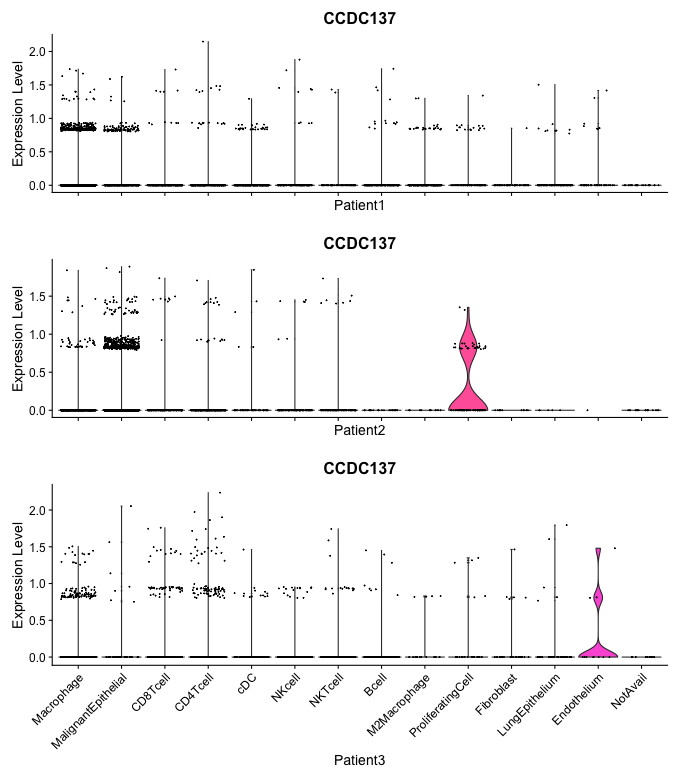 CCDC137
Expression Level
2.0
1.5
1.0
0.5
0.0
Patient1
CCDC137
Expression Level
1.5
1.0
0.5
0.0
Patient2
CCDC137
Expression Level
2.0
1.5
1.0
0.5
0.0
Macrophage
MalignantEpithelial
CD8Tcell
CD4Tcell
cDC
NKcell
NKTcell
Bcell
M2Macrophage
ProliferatingCell
Fibroblast
LungEpithelium
Endothelium
NotAvail
Patient3